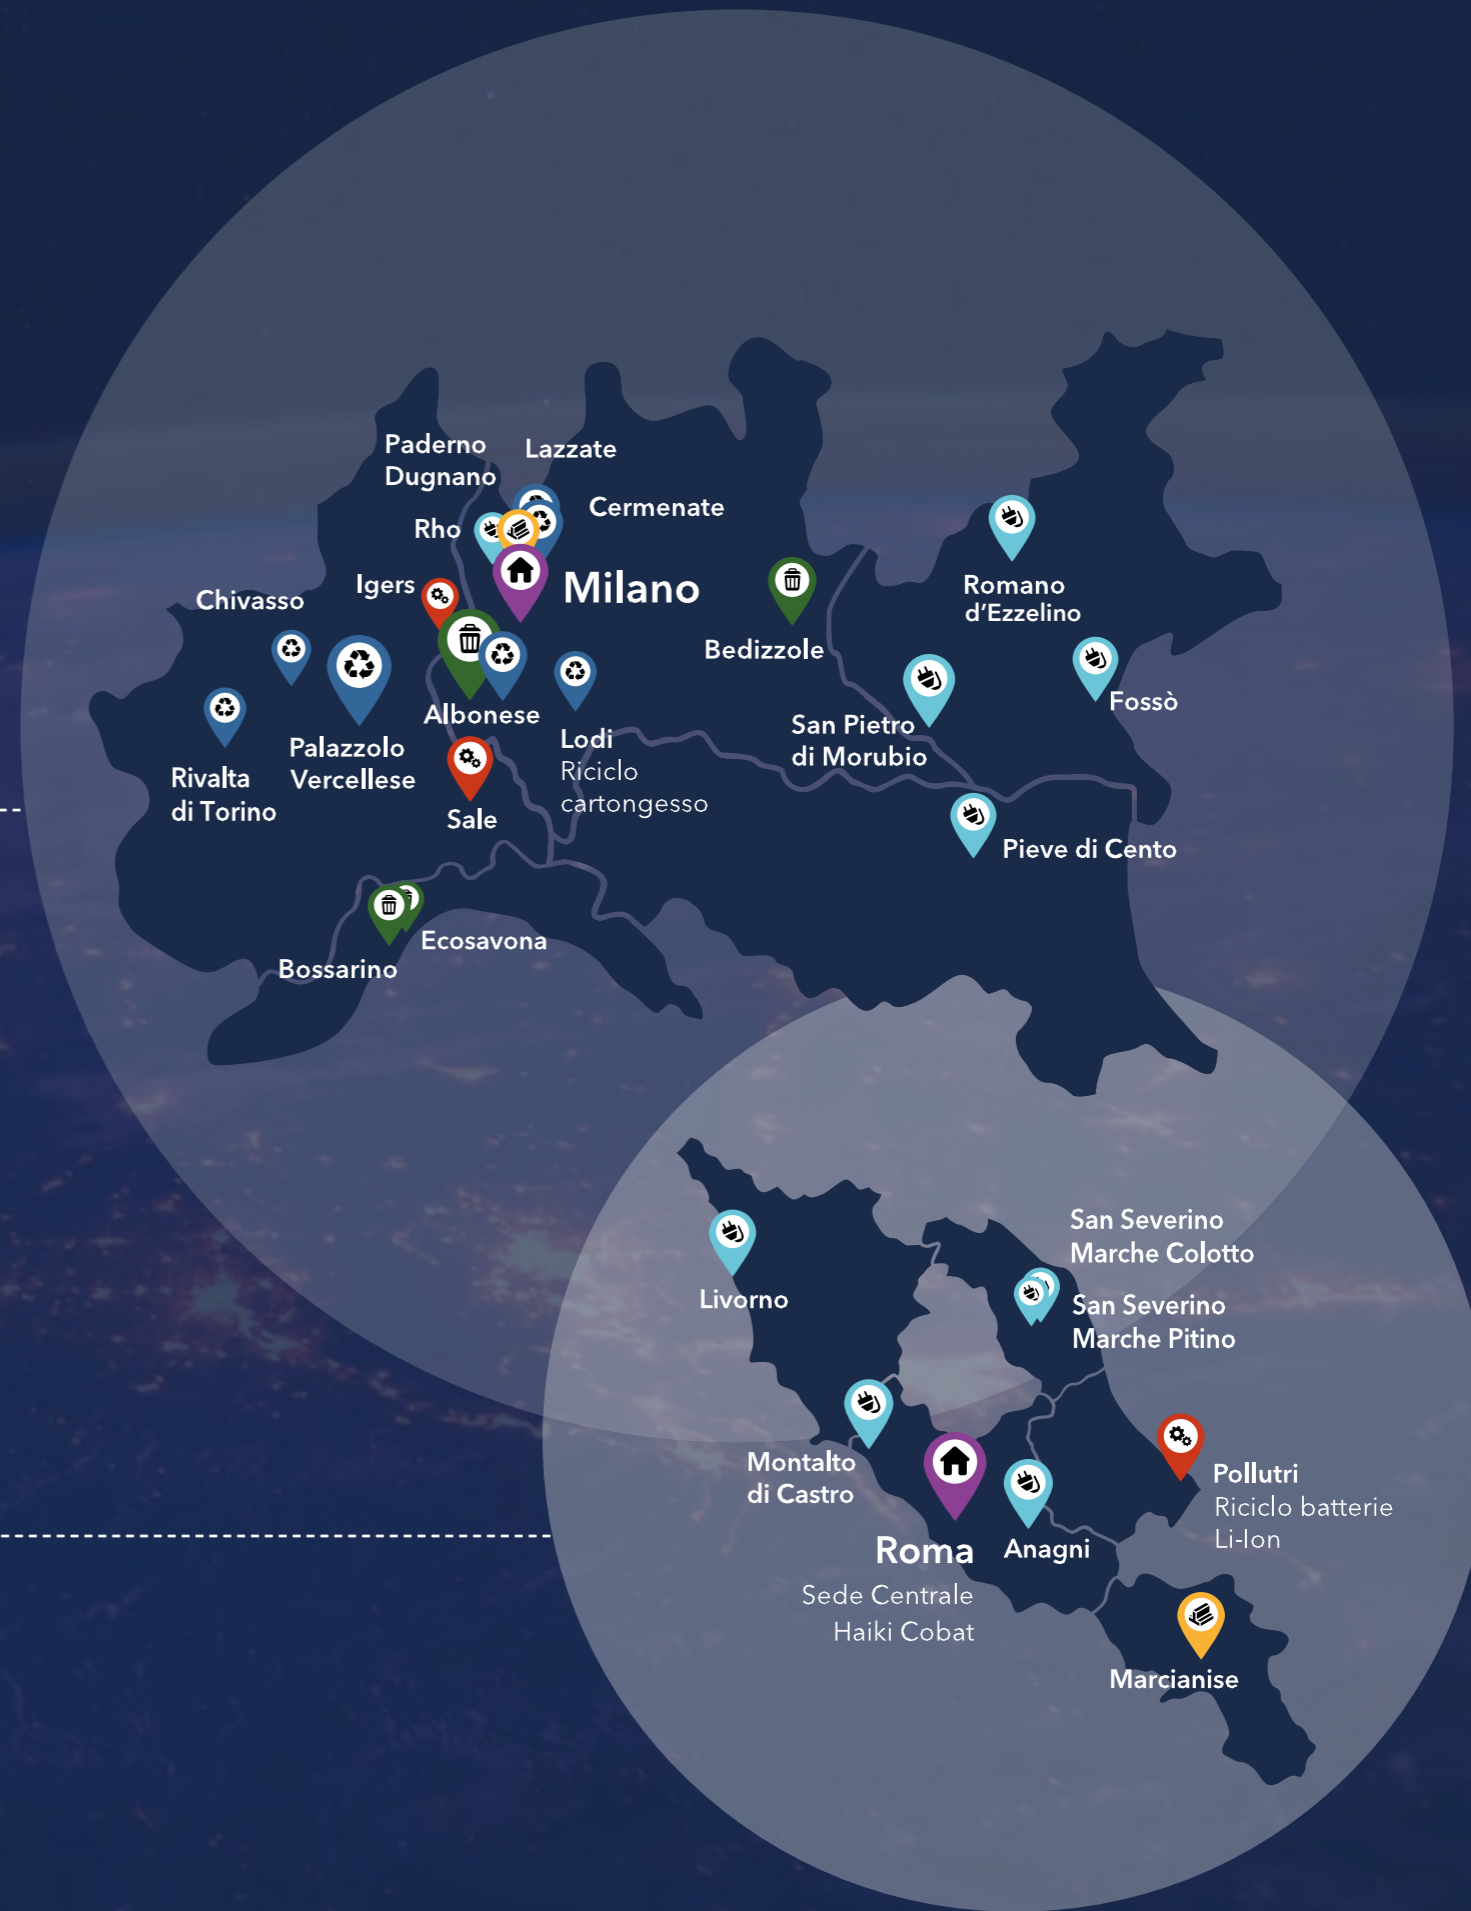 Paderno
Dugnano
Lazzate
Cermenate
Rho
Milano
Igers
Chivasso
Romano
d'Ezzelino
Bedizzole
Fossò
Albonese
San Pietro
di Morubio
Lodi
Riciclo
cartongesso
Palazzolo
Vercellese
Rivalta
di Torino
Sale
Pieve di Cento
Ecosavona
Bossarino
San Severino
Marche Colotto
San Severino
Marche Pitino
Livorno
Montalto
di Castro
Pollutri
Riciclo batterie
Li-Ion
Roma
Sede Centrale
Haiki Cobat
Anagni
Marcianise